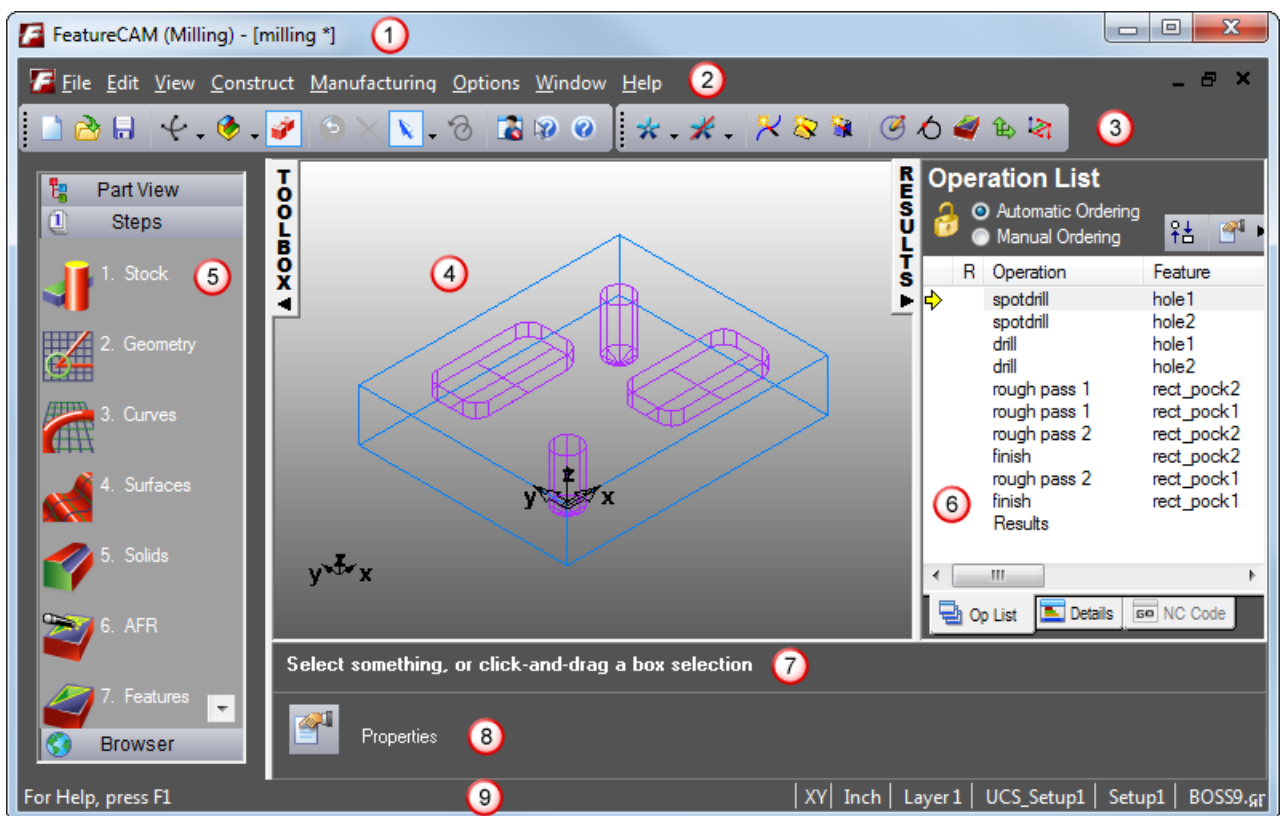 FeatureCAM (Milling) - [milling *] 1
File Edit View Construct Manufacturing Options Window Help 2
3
TOOLBOX
RESULTS
Part View
Steps
1. Stock 5
2. Geometry
3. Curves
4. Surfaces
5. Solids
6. AFR
7. Features
Browser
4
z
y x
z
y x
Operation List
Automatic Ordering
Manual Ordering
R Operation Feature
spotdrill hole1
spotdrill hole2
drill hole1
drill hole2
rough pass 1 rect_pock2
rough pass 1 rect_pock1
rough pass 2 rect_pock2
finish rect_pock2
rough pass 2 rect_pock1
finish rect_pock1
Results
6
Op List Details GO NC Code
Select something, or click-and-drag a box selection 7
Properties 8
For Help, press F1 9 XY Inch Layer 1 UCS_Setup1 Setup1 BOSS9.gr